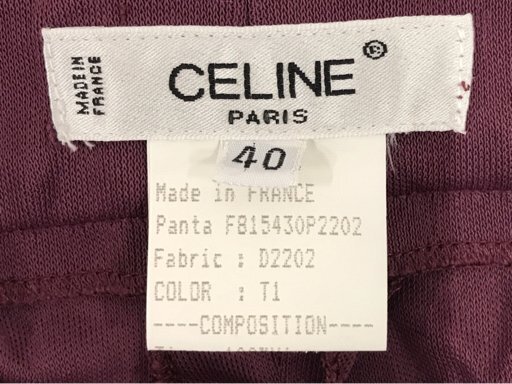 MADE IN
FRANCE
CELINE®
PARIS
40
Made in FRANCE
Panta F815430P2202
Fabric : D2202
COLOR : T1
----COMPOSITION----